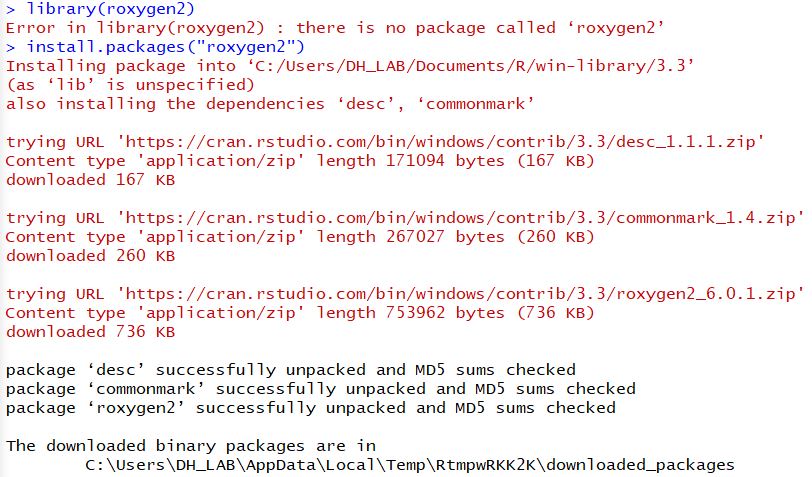 > library(roxygen2)
Error in library(roxygen2) : there is no package called ‘roxygen2’
> install.packages("roxygen2")
Installing package into ‘C:/Users/DH_LAB/Documents/R/win-library/3.3’
(as ‘lib’ is unspecified)
also installing the dependencies ‘desc’, ‘commonmark’

trying URL 'https://cran.rstudio.com/bin/windows/contrib/3.3/desc_1.1.1.zip'
Content type 'application/zip' length 171094 bytes (167 KB)
downloaded 167 KB

trying URL 'https://cran.rstudio.com/bin/windows/contrib/3.3/commonmark_1.4.zip'
Content type 'application/zip' length 267027 bytes (260 KB)
downloaded 260 KB

trying URL 'https://cran.rstudio.com/bin/windows/contrib/3.3/roxygen2_6.0.1.zip'
Content type 'application/zip' length 753962 bytes (736 KB)
downloaded 736 KB

package ‘desc’ successfully unpacked and MD5 sums checked
package ‘commonmark’ successfully unpacked and MD5 sums checked
package ‘roxygen2’ successfully unpacked and MD5 sums checked

The downloaded binary packages are in
C:\Users\DH_LAB\AppData\Local\Temp\RtmpwRKK2K\downloaded_packages